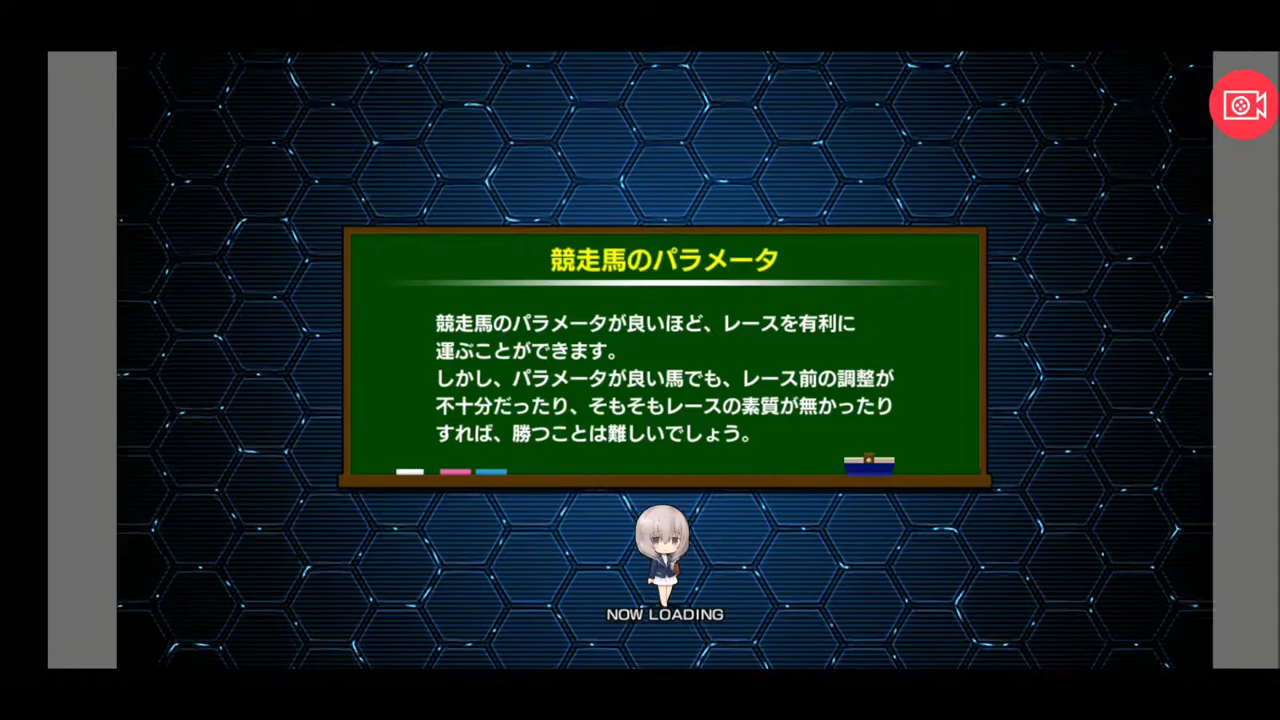 競走馬のパラメータ
競走馬のパラメータが良いほど、レースを有利に
運ぶことができます。
しかし、パラメータが良い馬でも、レース前の調整が
不十分だったり、そもそもレースの素質が無かったり
すれば、勝つことは難しいでしょう。
NOW LOADING